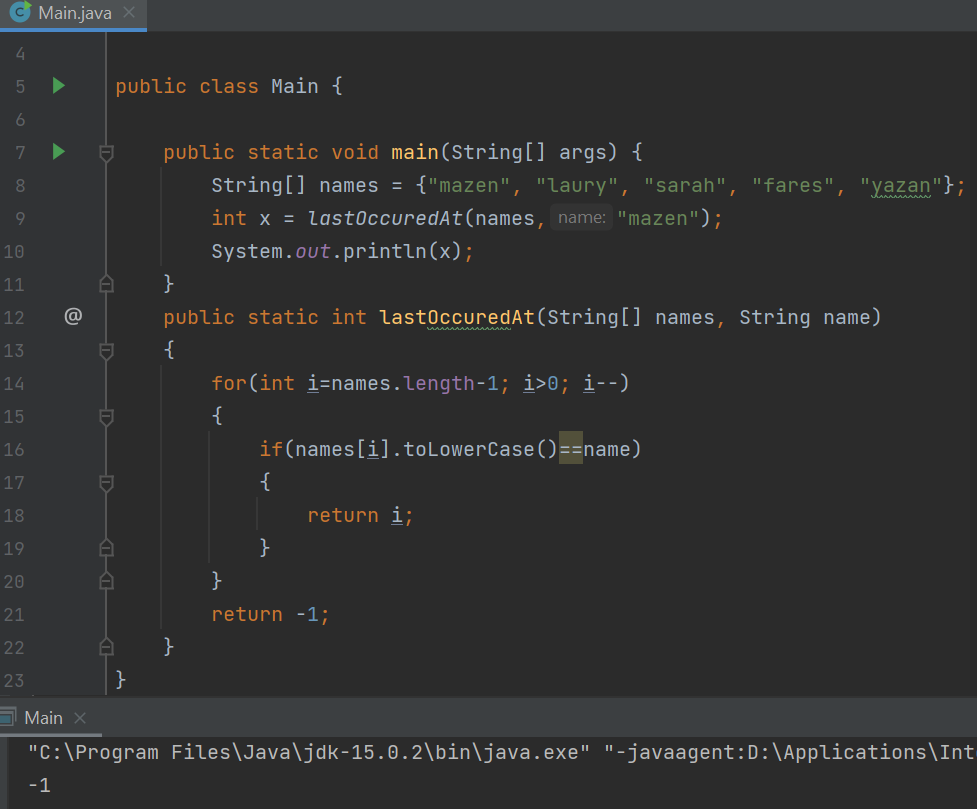 Main.java
4
5 public class Main {
6
7 public static void main(String[] args) {
8 String[] names = {"mazen", "laury", "sarah", "fares", "yazan"};
9 int x = lastOccuredAt(names, name: "mazen");
10 System.out.println(x);
11 }
12 @ public static int lastOccuredAt(String[] names, String name)
13 {
14 for(int i=names.length-1; i>0; i--)
15 {
16 if(names[i].toLowerCase()==name)
17 {
18 return i;
19 }
20 }
21 return -1;
22 }
23 }
Main
"C:\Program Files\Java\jdk-15.0.2\bin\java.exe" "-javaagent:D:\Applications\Int
-1